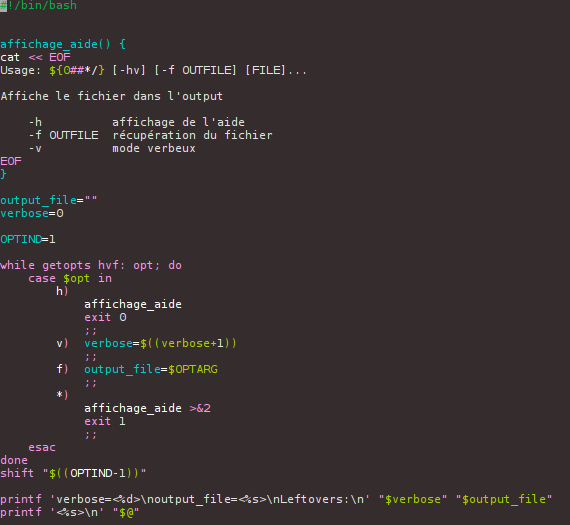 #!/bin/bash
affichage_aide() {
cat << EOF
Usage: ${0##*/} [-hv] [-f OUTFILE] [FILE]...
Affiche le fichier dans l'output
-h affichage de l'aide
-f OUTFILE récupération du fichier
-v mode verbeux
EOF
}
output_file=""
verbose=0
OPTIND=1
while getopts hvf: opt; do
case $opt in
h)
affichage_aide
exit 0
;;
v) verbose=$((verbose+1))
;;
f) output_file=$OPTARG
;;
*)
affichage_aide >&2
exit 1
;;
esac
done
shift "$((OPTIND-1))"
printf 'verbose=<%d>\noutput_file=<%s>\nLeftovers:\n' "$verbose" "$output_file"
printf '<%s>\n' "$@"